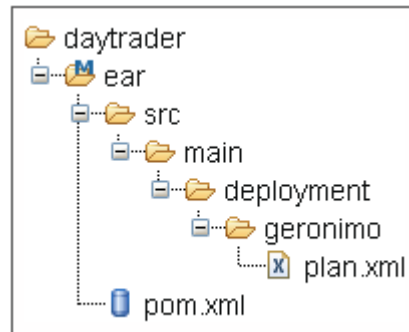 daytrader
ear
src
main
deployment
geronimo
plan.xml
pom.xml